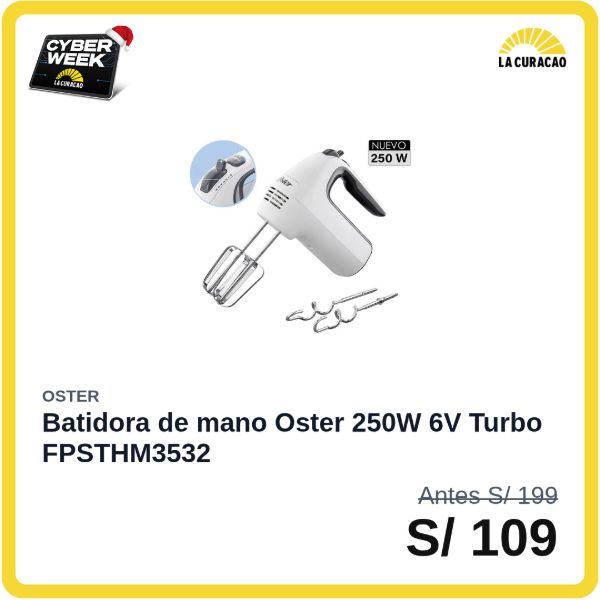 CYBER
WEEK
LA CURACAO
LA CURACAO
NUEVO
250 W
OSTER
Batidora de mano Oster 250W 6V Turbo
FPSTHM3532
Antes S/ 199
S/ 109